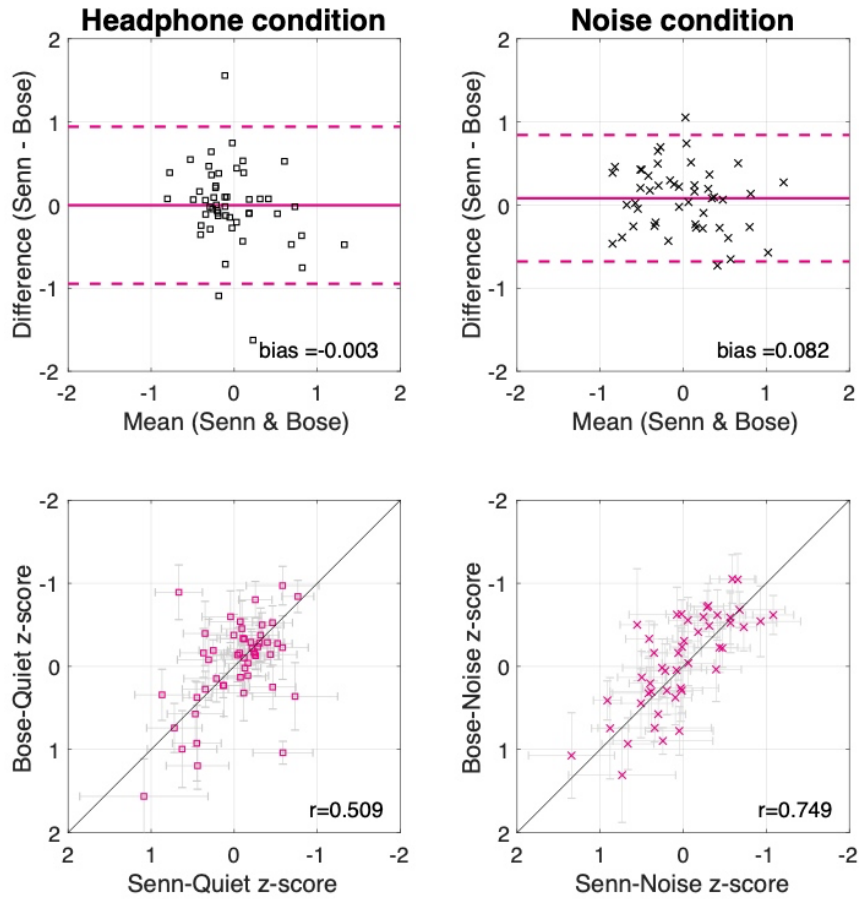 Headphone condition
Noise condition
Difference (Senn - Bose)
2
1
0
-1
-2
bias =-0.003
-2
-1
0
1
2
Mean (Senn & Bose)
Difference (Senn - Bose)
2
1
0
-1
-2
bias =0.082
-2
-1
0
1
2
Mean (Senn & Bose)
Bose-Quiet z-score
-2
-1
0
1
2
r=0.509
2
1
0
-1
-2
Senn-Quiet z-score
Bose-Noise z-score
-2
-1
0
1
2
r=0.749
2
1
0
-1
-2
Senn-Noise z-score